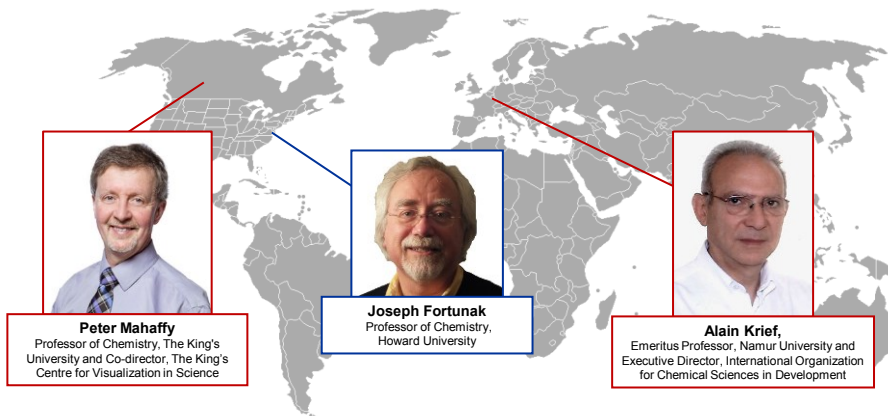 Peter Mahaffy
Professor of Chemistry, The King's
University and Co-director, The King's
Centre for Visualization in Science
Joseph Fortunak
Professor of Chemistry,
Howard University
Alain Krief,
Emeritus Professor, Namur University and
Executive Director, International Organization
for Chemical Sciences in Development